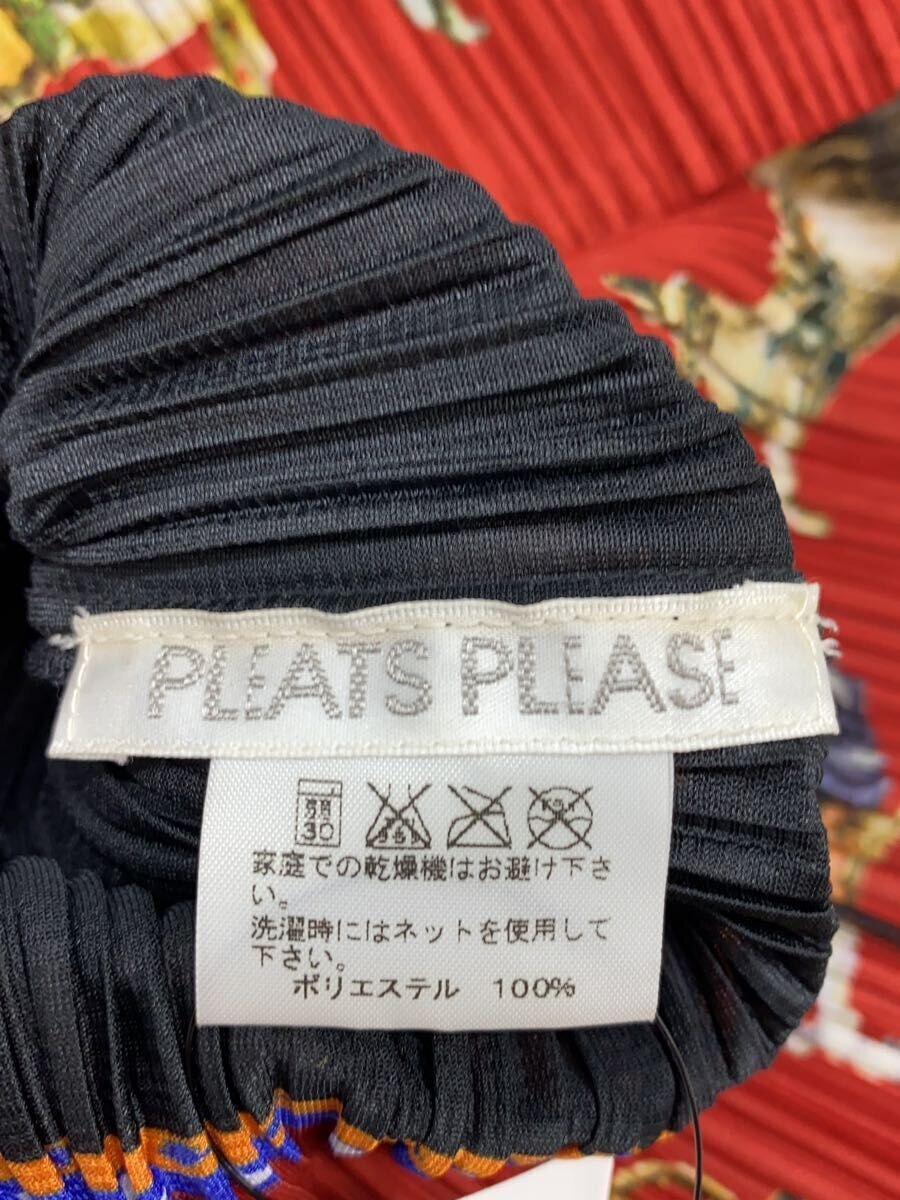 PLEATS PLEASE
30
家庭での乾燥機はお避け下さ
い。
洗濯時にはネットを使用して
下さい。
ポリエステル 100%